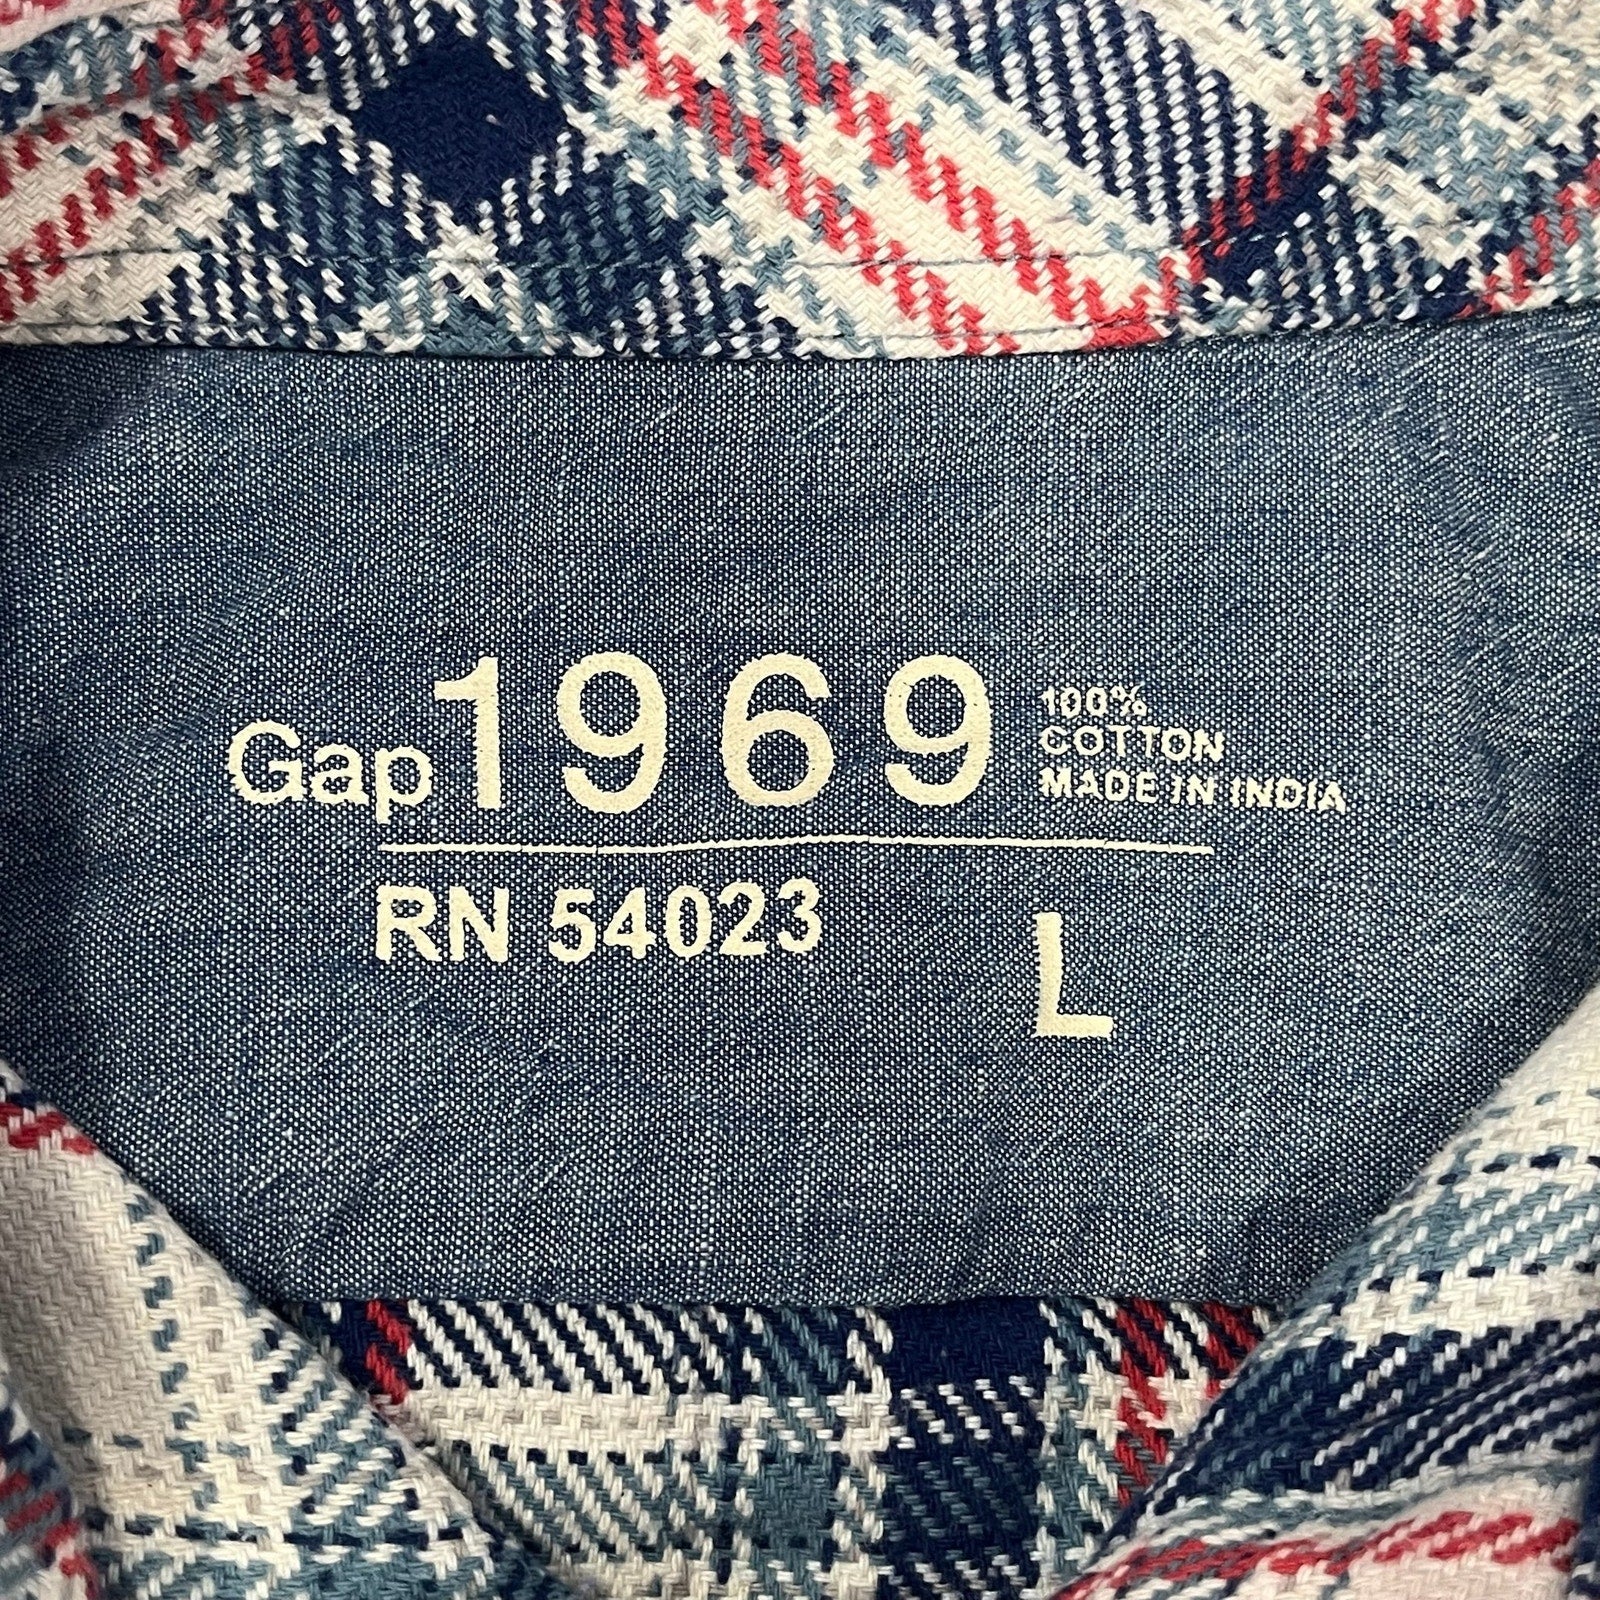 Gap 1969
100%
COTTON
MADE IN INDIA
RN 54023
L